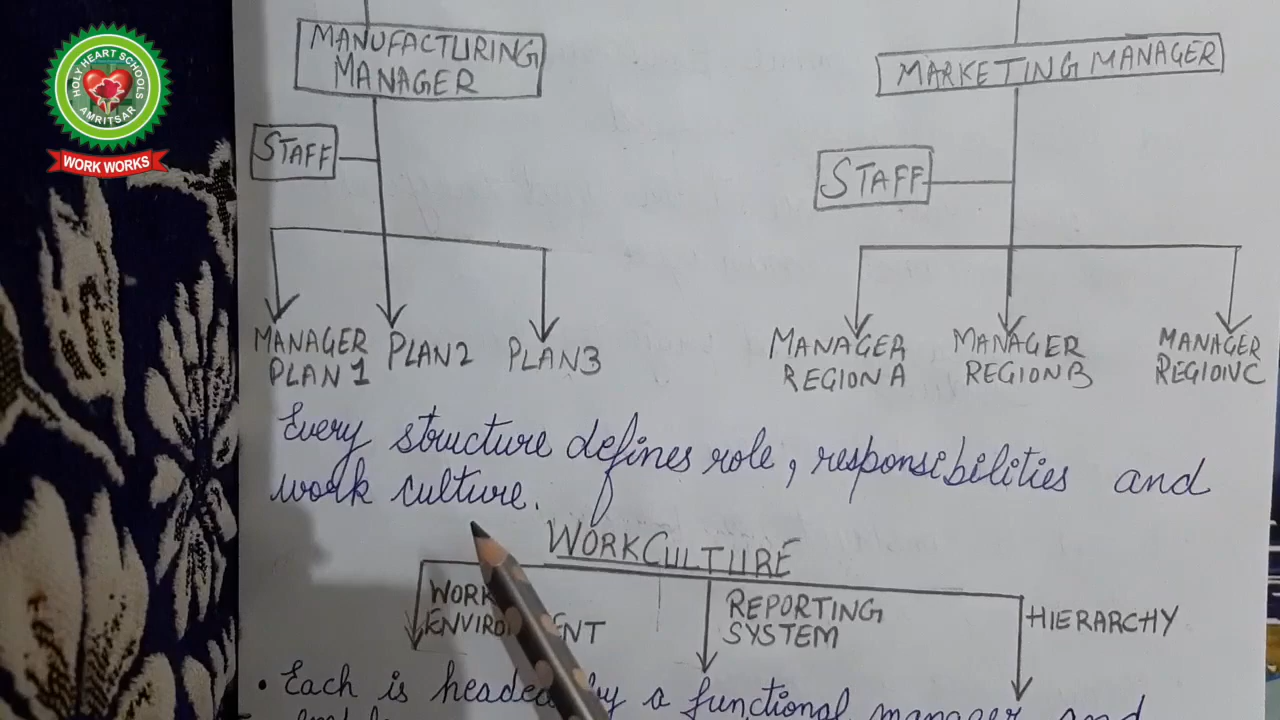 HOLY HEART SCHOOLS
AMRITSAR
WORK WORKS
MANUFACTURING
MANAGER
MARKETING MANAGER
STAFF
STAFF
MANAGER
PLAN 1
PLAN 2
PLAN 3
MANAGER
REGION A
MANAGER
REGION B
MANAGER
REGION C
Every structure defines role, responsibilities and
work culture.
WORK CULTURE
WORK
ENVIRONMENT
REPORTING
SYSTEM
HIERARCHY
• Each is headed by a functional manager and